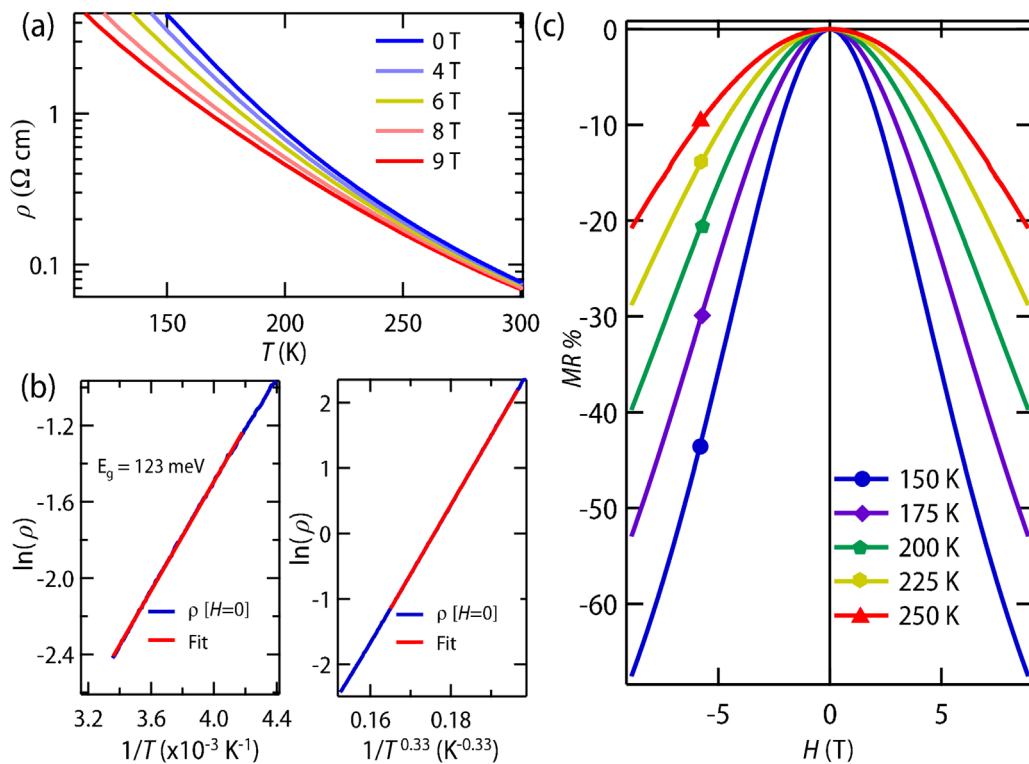 (a)
ρ (Ω cm)
1
0.1
0 T
4 T
6 T
8 T
9 T
150
200
250
300
T (K)
(b)
ln(ρ)
-1.2
-1.6
-2.0
-2.4
E_g = 123 meV
ρ [H=0]
Fit
3.2
3.6
4.0
4.4
1/T (x10⁻³ K⁻¹)
ln(ρ)
2
1
0
-1
-2
ρ [H=0]
Fit
0.16
0.18
1/T^0.33 (K^-0.33)
(c)
MR %
0
-10
-20
-30
-40
-50
-60
150 K
175 K
200 K
225 K
250 K
-5
0
5
H (T)